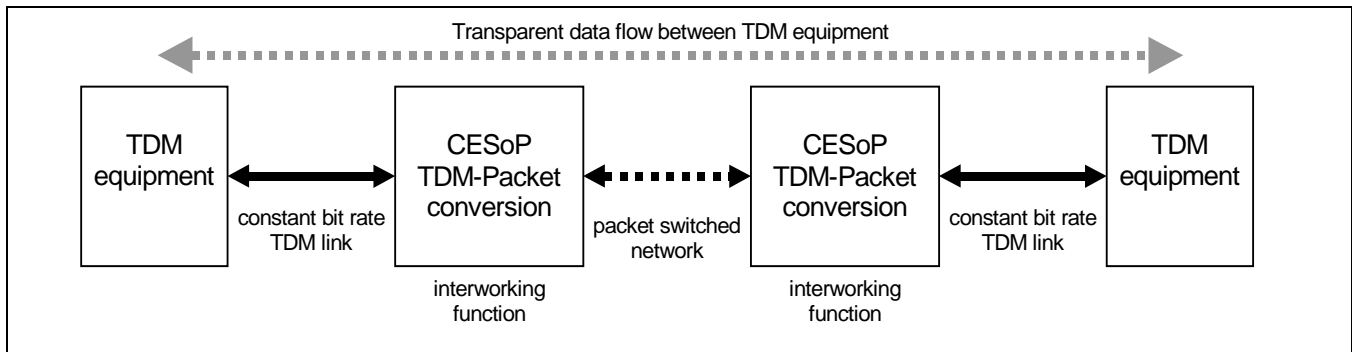 Transparent data flow between TDM equipment
TDM
equipment
constant bit rate
TDM link
CESoP
TDM-Packet
conversion
interworking
function
packet switched
network
CESoP
TDM-Packet
conversion
interworking
function
constant bit rate
TDM link
TDM
equipment